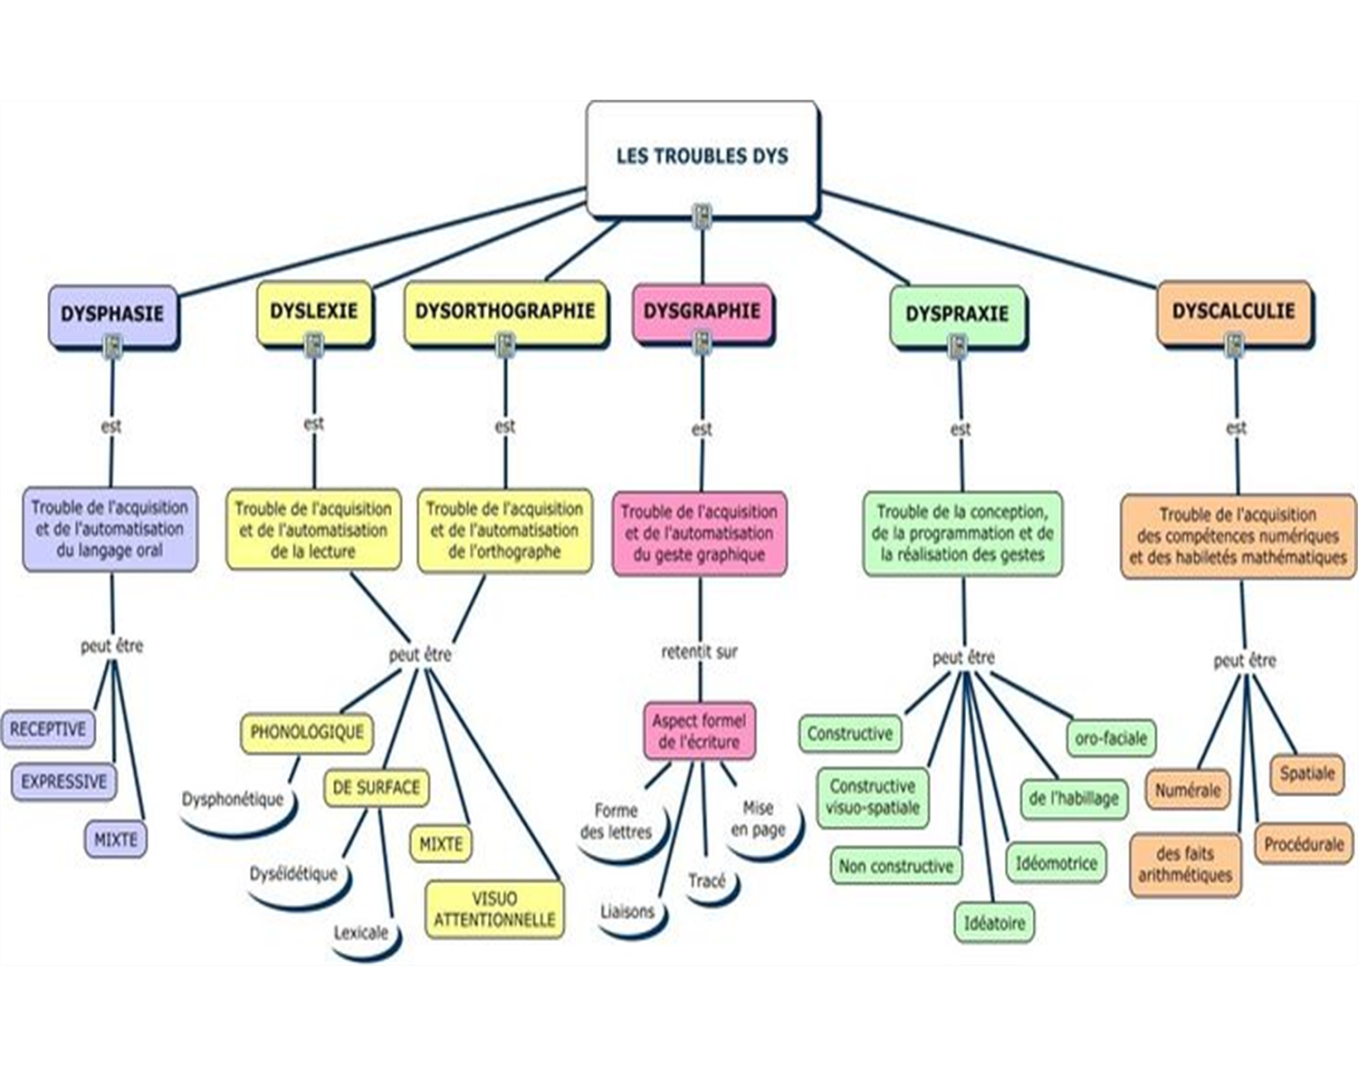 LES TROUBLES DYS
DYSPHASIE
DYSLEXIE
DYSORTHOGRAPHIE
DYSGRAPHIE
DYSPRAXIE
DYSCALCULIE
est
est
est
est
est
est
Trouble de l'acquisition
et de l'automatisation
du langage oral
Trouble de l'acquisition
et de l'automatisation
de la lecture
Trouble de l'acquisition
et de l'automatisation
de l'orthographe
Trouble de l'acquisition
et de l'automatisation
du geste graphique
Trouble de la conception,
de la programmation et de
la réalisation des gestes
Trouble de l'acquisition
des compétences numériques
et des habiletés mathématiques
peut être
peut être
retentit sur
peut être
peut être
RECEPTIVE
EXPRESSIVE
MIXTE
PHONOLOGIQUE
Dysphonétique
DE SURFACE
Dyséidétique
Lexicale
MIXTE
VISUO
ATTENTIONNELLE
Aspect formel
de l'écriture
Forme
des lettres
Liaisons
Tracé
Mise
en page
Constructive
Constructive
visuo-spatiale
Non constructive
Idéatoire
Idéomotrice
de l'habillage
oro-faciale
Numérale
des faits
arithmétiques
Procédurale
Spatiale